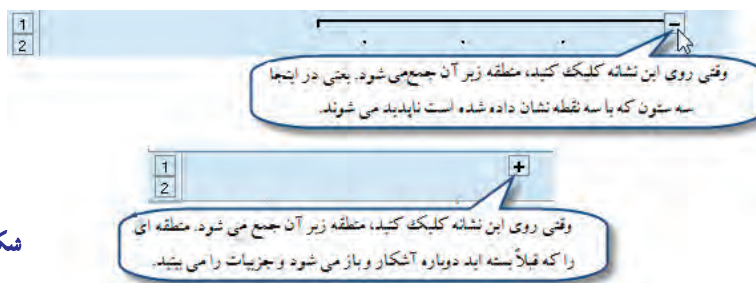 1
2
وقتی روی این نشانه کلیک کنید، منطقه زیر آن جمع‌می‌شود. یعنی در اینجا
سه ستون که با سه نقطه نشان داده شده است ناپدید می شوند.
1
2
وقتی روی این نشانه کلیک کنید، منطقه زیر آن جمع می شود. منطقه ای
را که قبلاً بسته اید دوباره آشکار و باز می شود و جزییات را می بینید.